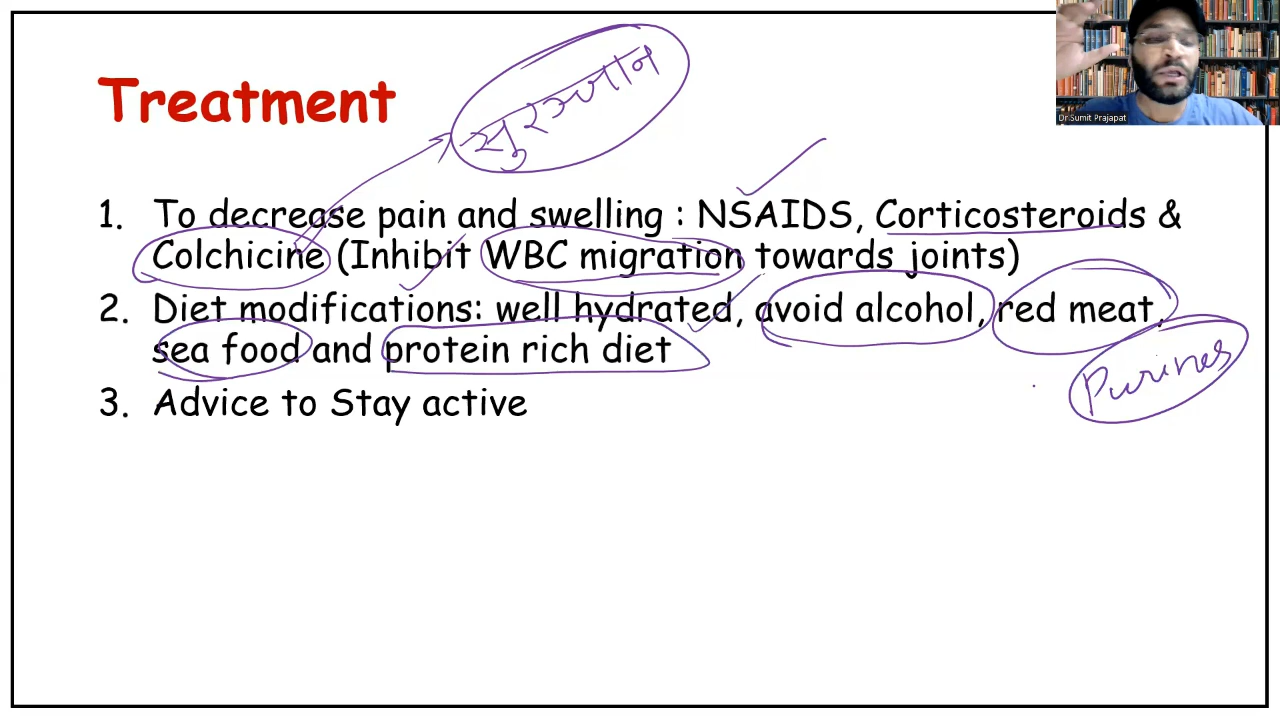 Treatment
सुरञ्जान
1. To decrease pain and swelling : NSAIDS, Corticosteroids &
Colchicine (Inhibit WBC migration towards joints)
2. Diet modifications: well hydrated, avoid alcohol, red meat,
sea food and protein rich diet
Purines
3. Advice to Stay active
Dr.Sumit Prajapat